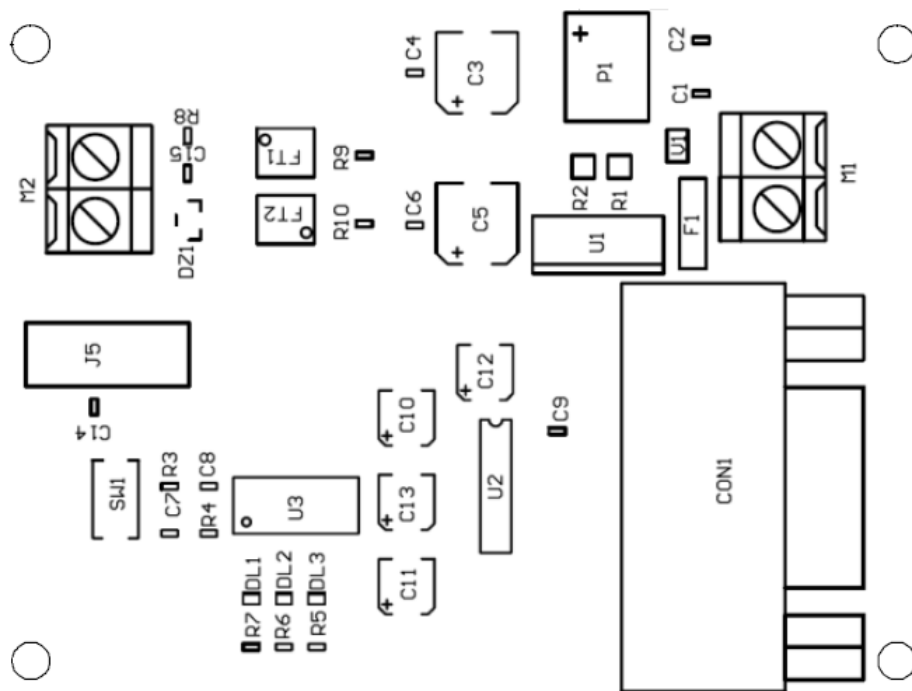 C4
C3
+
+
P1
C2
C1
R8
C15
M2
DZ1
FT1
FT2
R9
R10
C6
C5
+
R2
R1
V1
U1
F1
M1
J5
C14
C12
+
C10
+
C9
SW1
R3
C7
C8
R4
U3
C13
+
U2
CON1
DL1
DL2
DL3
R7
R6
R5
C11
+